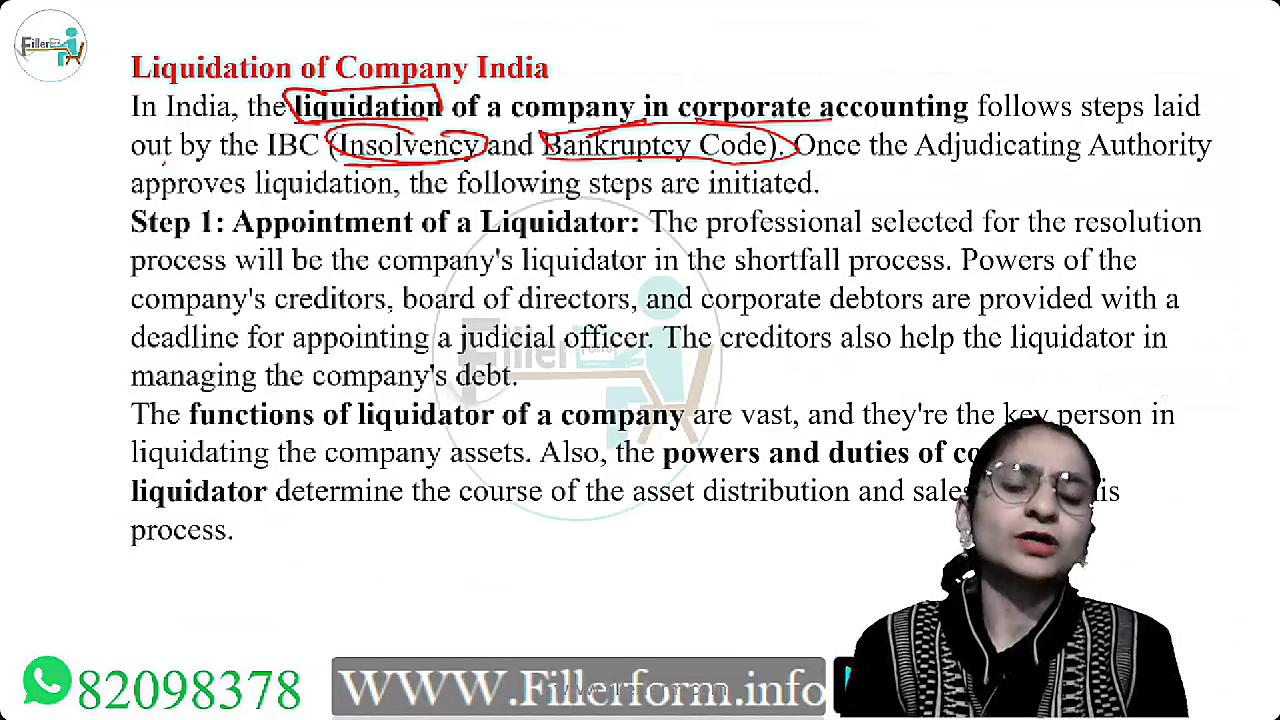 Filler
Liquidation of Company India
In India, the liquidation of a company in corporate accounting follows steps laid
out by the IBC (Insolvency and Bankruptcy Code). Once the Adjudicating Authority
approves liquidation, the following steps are initiated.
Step 1: Appointment of a Liquidator: The professional selected for the resolution
process will be the company's liquidator in the shortfall process. Powers of the
company's creditors, board of directors, and corporate debtors are provided with a
deadline for appointing a judicial officer. The creditors also help the liquidator in
managing the company's debt.
The functions of liquidator of a company are vast, and they're the key person in
liquidating the company assets. Also, the powers and duties of
liquidator determine the course of the asset distribution and sales
process.
82098378
WWW.Fillerform.info